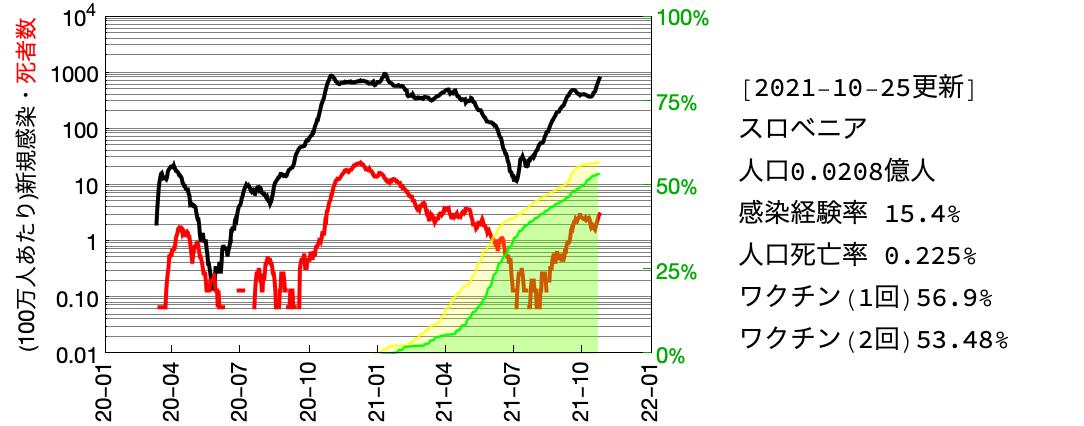 (100万人あたり)新規感染・死者数
10^4
1000
100
10
1
0.10
0.01
100%
75%
50%
25%
0%
20-01
20-04
20-07
20-10
21-01
21-04
21-07
21-10
22-01
[2021-10-25更新]
スロベニア
人口0.0208億人
感染経験率 15.4%
人口死亡率 0.225%
ワクチン(1回)56.9%
ワクチン(2回)53.48%